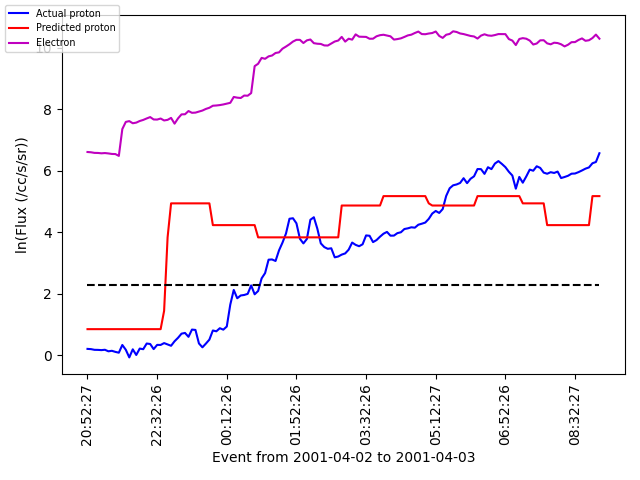 Actual proton
Predicted proton
Electron
10
8
6
4
2
0
ln(Flux (/cc/s/sr))
20:52:27
22:32:26
00:12:26
01:52:26
03:32:26
05:12:27
06:52:26
08:32:27
Event from 2001-04-02 to 2001-04-03